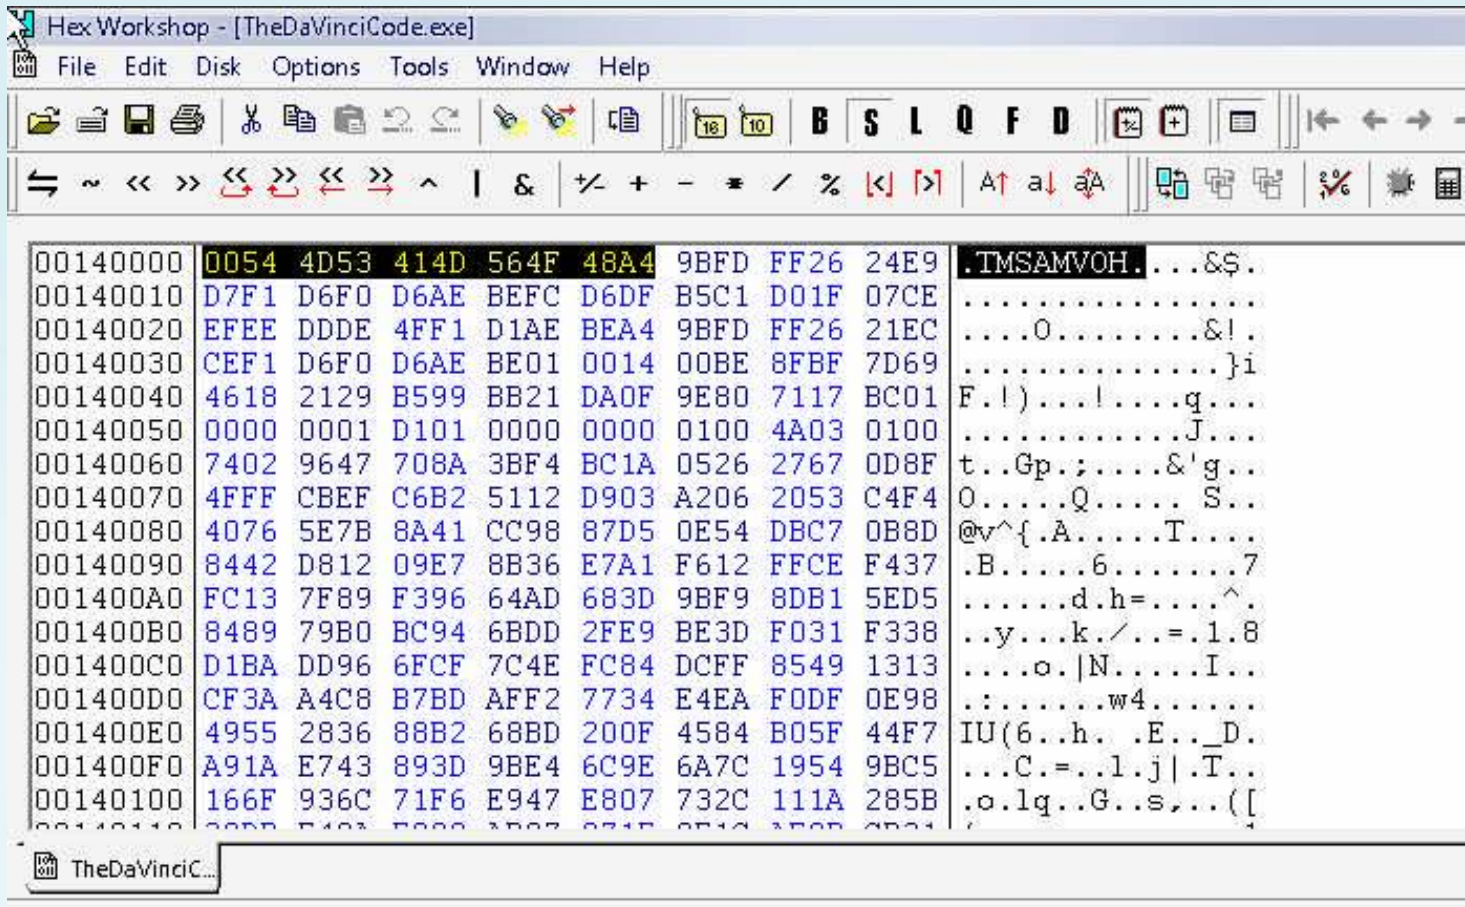 Hex Workshop - [TheDaVinciCode.exe]
File Edit Disk Options Tools Window Help
16 10 B S L Q F D
00140000 0054 4D53 414D 564F 48A4 9BFD FF26 24E9 .TMSAMVOH....&$.
00140010 D7F1 D6F0 D6AE BEFC D6DF B5C1 D01F 07CE ................
00140020 EFEE DDDE 4FF1 D1AE BEA4 9BFD FF26 21EC ....O........&!.
00140030 CEF1 D6F0 D6AE BE01 0014 00BE 8FBF 7D69 ..............}i
00140040 4618 2129 B599 BB21 DA0F 9E80 7117 BC01 F.!)...!....q...
00140050 0000 0001 D101 0000 0000 0100 4A03 0100 ............J...
00140060 7402 9647 708A 3BF4 BC1A 0526 2767 0D8F t..Gp.;....&'g..
00140070 4FFF CBEF C6B2 5112 D903 A206 2053 C4F4 O.....Q..... S..
00140080 4076 5E7B 8A41 CC98 87D5 0E54 DBC7 0B8D @v^{.A.....T....
00140090 8442 D812 09E7 8B36 E7A1 F612 FFCE F437 .B.....6.......7
001400A0 FC13 7F89 F396 64AD 683D 9BF9 8DB1 5ED5 ......d.h=....^.
001400B0 8489 79B0 BC94 6BDD 2FE9 BE3D F031 F338 ..y...k./..=.1.8
001400C0 D1BA DD96 6FCF 7C4E FC84 DCFF 8549 1313 ....o.|N.....I..
001400D0 CF3A A4C8 B7BD AFF2 7734 E4EA F0DF 0E98 .:......w4......
001400E0 4955 2836 88B2 68BD 200F 4584 B05F 44F7 IU(6..h. .E.._D.
001400F0 A91A E743 893D 9BE4 6C9E 6A7C 1954 9BC5 ...C.=..l.j|.T..
00140100 166F 936C 71F6 E947 E807 732C 111A 285B .o.lq..G..s,..([
TheDaVinciC...